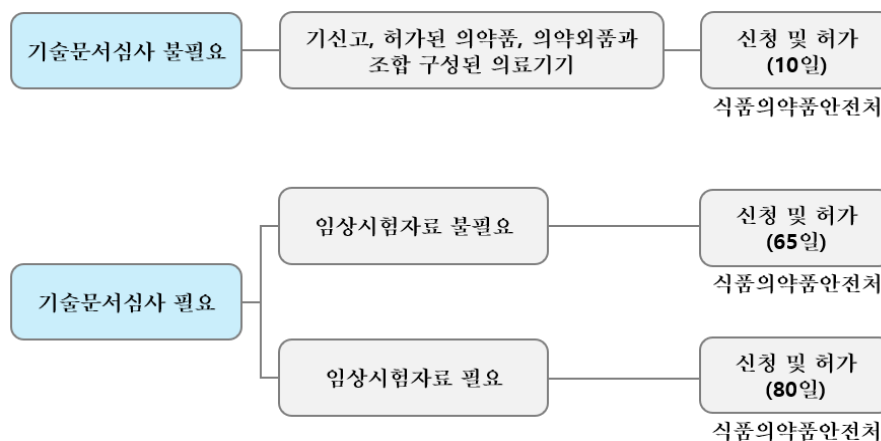 기술문서심사 불필요
기신고, 허가된 의약품, 의약외품과
조합 구성된 의료기기
신청 및 허가
(10일)
식품의약품안전처
기술문서심사 필요
임상시험자료 불필요
신청 및 허가
(65일)
식품의약품안전처
임상시험자료 필요
신청 및 허가
(80일)
식품의약품안전처